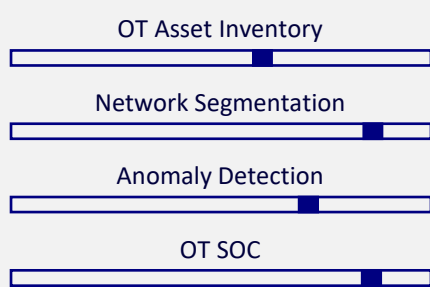 OT Asset Inventory
Network Segmentation
Anomaly Detection
OT SOC